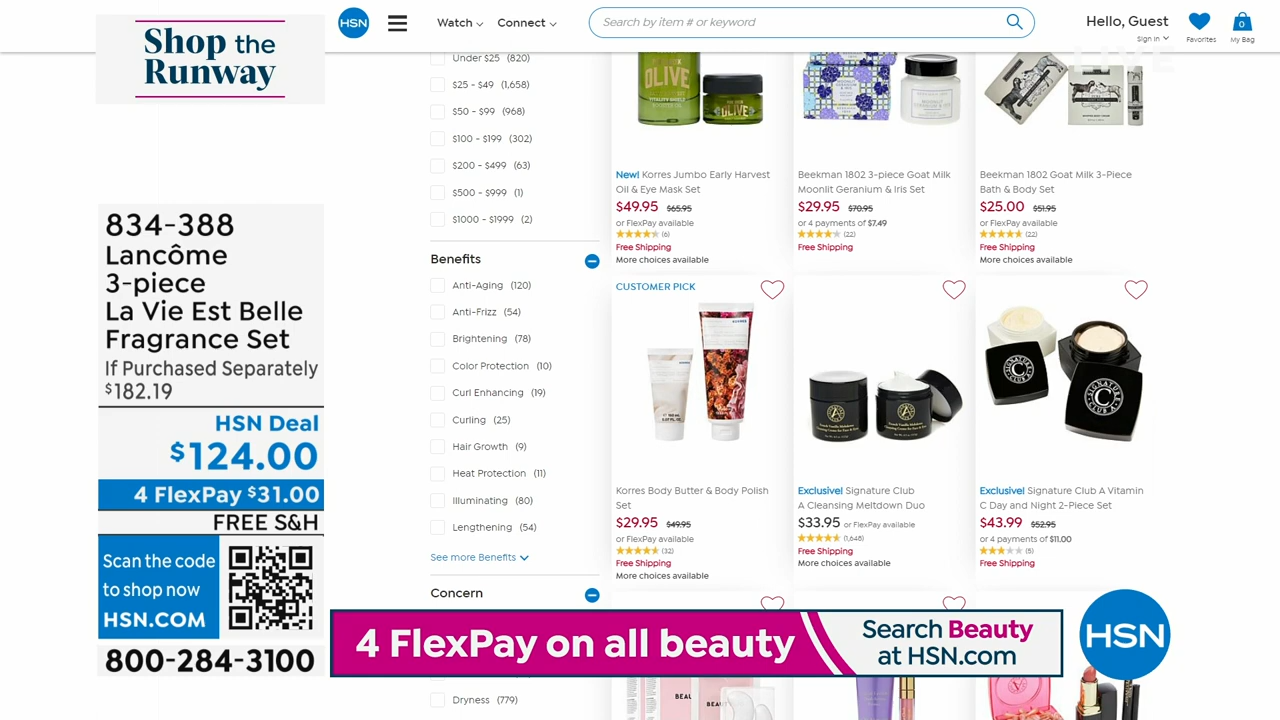 Shop the
Runway
834-388
Lancôme
3-piece
La Vie Est Belle
Fragrance Set
If Purchased Separately
$182.19
HSN Deal
$124.00
4 FlexPay $31.00
FREE S&H
Scan the code
to shop now
HSN.COM
800-284-3100
HSN
Watch
Connect
Search by item # or keyword
Hello, Guest
Sign In
Favorites
0
My Bag
LIVE
Under $25 (820)
$25 - $49 (1,658)
$50 - $99 (968)
$100 - $199 (302)
$200 - $499 (63)
$500 - $999 (1)
$1000 - $1999 (2)
Benefits
Anti-Aging (120)
Anti-Frizz (54)
Brightening (78)
Color Protection (10)
Curl Enhancing (19)
Curling (25)
Hair Growth (9)
Heat Protection (11)
Illuminating (80)
Lengthening (54)
See more Benefits
Concern
Dryness (779)
OLIVE
OLIVE
New! Korres Jumbo Early Harvest
Oil & Eye Mask Set
$49.95 $65.95
or FlexPay available
(6)
Free Shipping
More choices available
Beekman 1802 3-piece Goat Milk
Moonlit Geranium & Iris Set
$29.95 $70.95
or 4 payments of $7.49
(22)
Free Shipping
Beekman 1802 Goat Milk 3-Piece
Bath & Body Set
$25.00 $51.95
or FlexPay available
(22)
Free Shipping
More choices available
CUSTOMER PICK
KORRES
Korres Body Butter & Body Polish
Set
$29.95 $49.95
or FlexPay available
(32)
Free Shipping
More choices available
Exclusive! Signature Club
A Cleansing Meltdown Duo
$33.95 or FlexPay available
(1,648)
Free Shipping
More choices available
SIGNATURE
CLUB A
C
SIGNATURE
CLUB A
C
Exclusive! Signature Club A Vitamin
C Day and Night 2-Piece Set
$43.99 $52.95
or 4 payments of $11.00
(5)
Free Shipping
4 FlexPay on all beauty
Search Beauty
at HSN.com
HSN
BEAU
BEAU